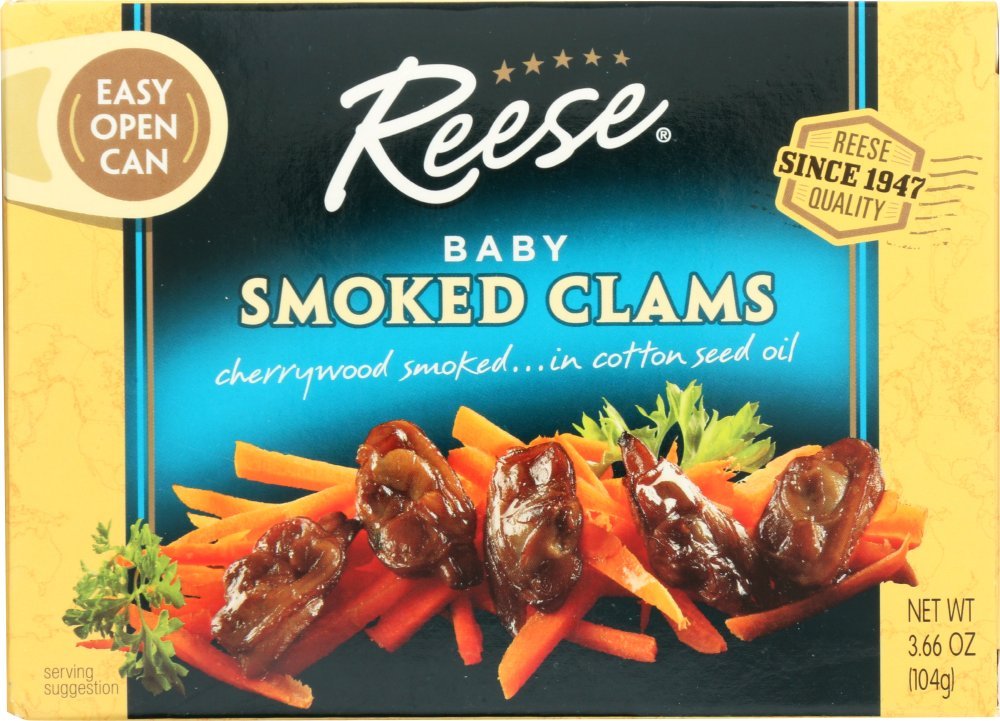 EASY
OPEN
CAN
Reese®
REESE
SINCE 1947
QUALITY
BABY
SMOKED CLAMS
cherrywood smoked...in cotton seed oil
serving
suggestion
NET WT
3.66 OZ
(104g)